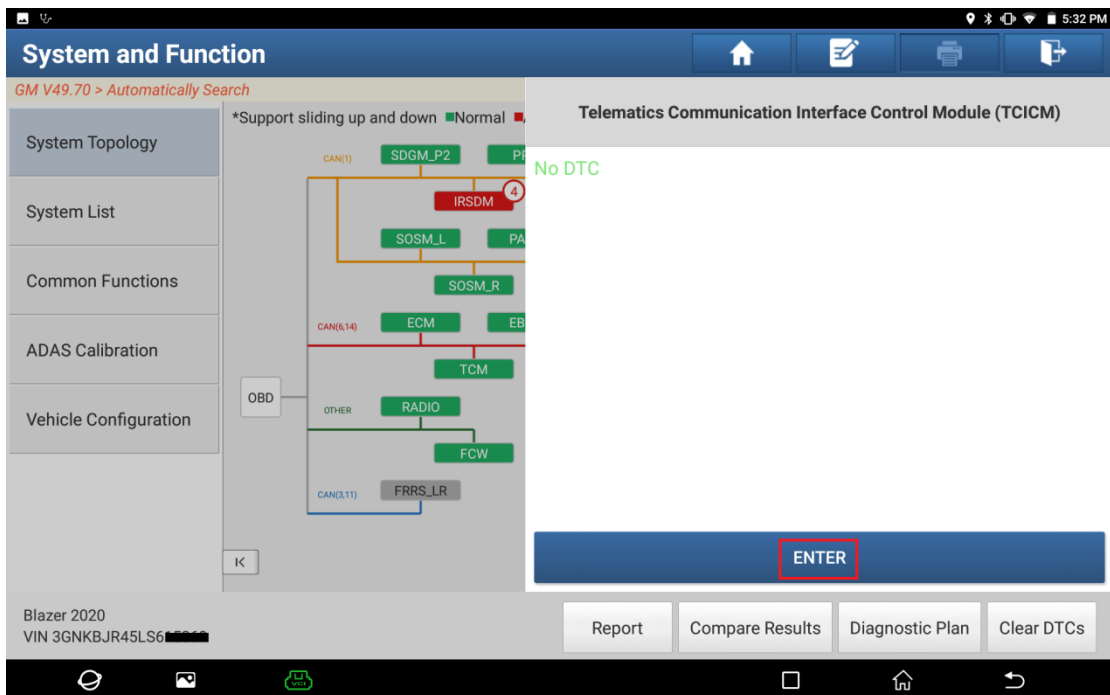 5:32 PM
System and Function
GM V49.70 > Automatically Search
System Topology
System List
Common Functions
ADAS Calibration
Vehicle Configuration
*Support sliding up and down Normal
CAN(1)
SDGM_P2
IRSDM
4
SOSM_L
PA
SOSM_R
CAN(6,14)
ECM
EB
TCM
OBD
OTHER
RADIO
FCW
CAN(3,11)
FRRS_LR
Telematics Communication Interface Control Module (TCICM)
No DTC
ENTER
Blazer 2020
VIN 3GNKBJR45LS6
Report
Compare Results
Diagnostic Plan
Clear DTCs
VCI